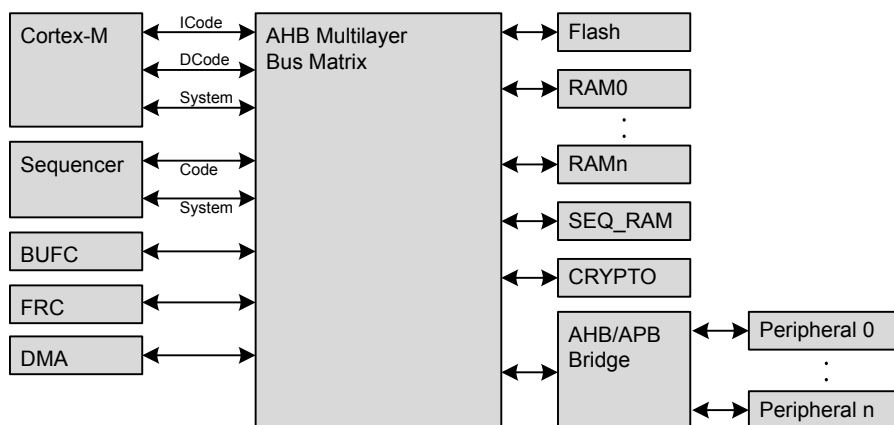 Cortex-M
ICode
DCode
System
Sequencer
Code
System
BUFC
FRC
DMA
AHB Multilayer
Bus Matrix
Flash
RAM0
:
RAMn
SEQ_RAM
CRYPTO
AHB/APB
Bridge
Peripheral 0
:
Peripheral n